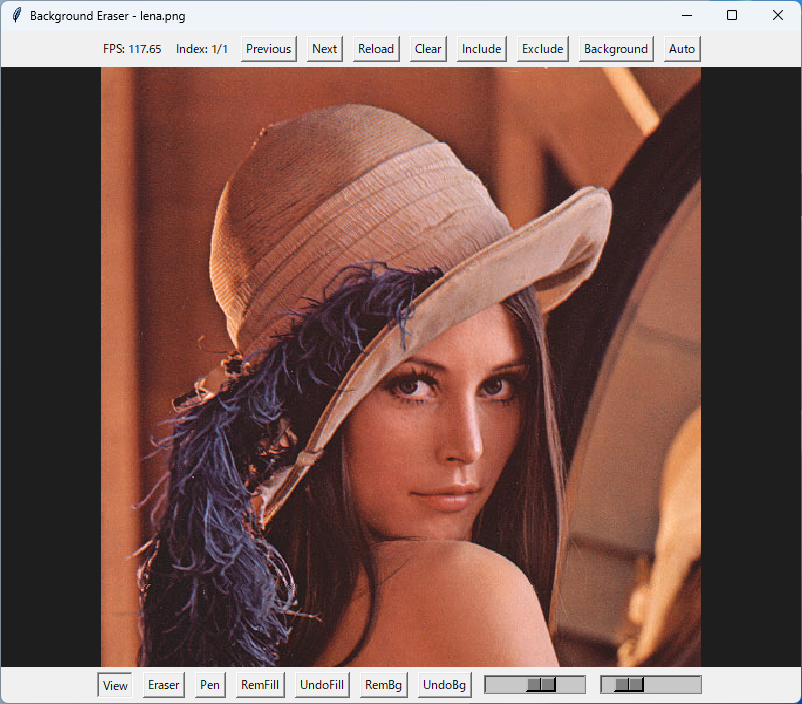 Background Eraser - lena.png
FPS: 117.65 Index: 1/1 Previous Next Reload Clear Include Exclude Background Auto
View Eraser Pen RemFill UndoFill RemBg UndoBg